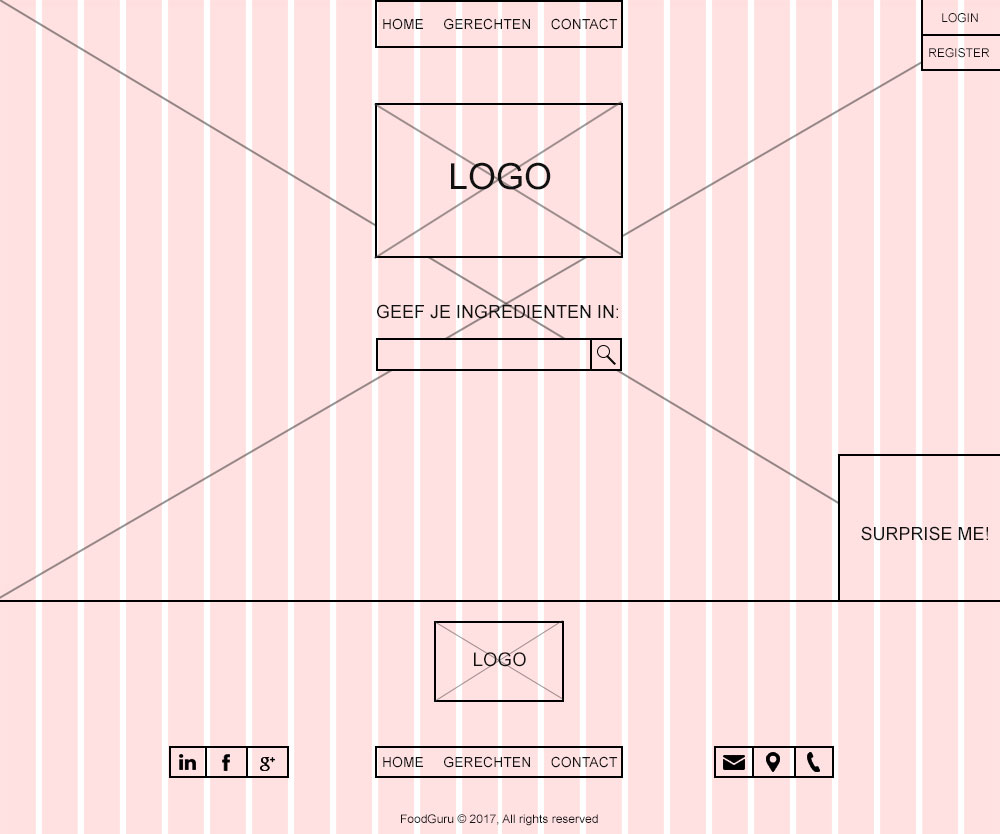 HOME GERECHTEN CONTACT
LOGIN
REGISTER
LOGO
GEEF JE INGREDIENTEN IN:
SURPRISE ME!
LOGO
in f g+
HOME GERECHTEN CONTACT
FoodGuru © 2017, All rights reserved